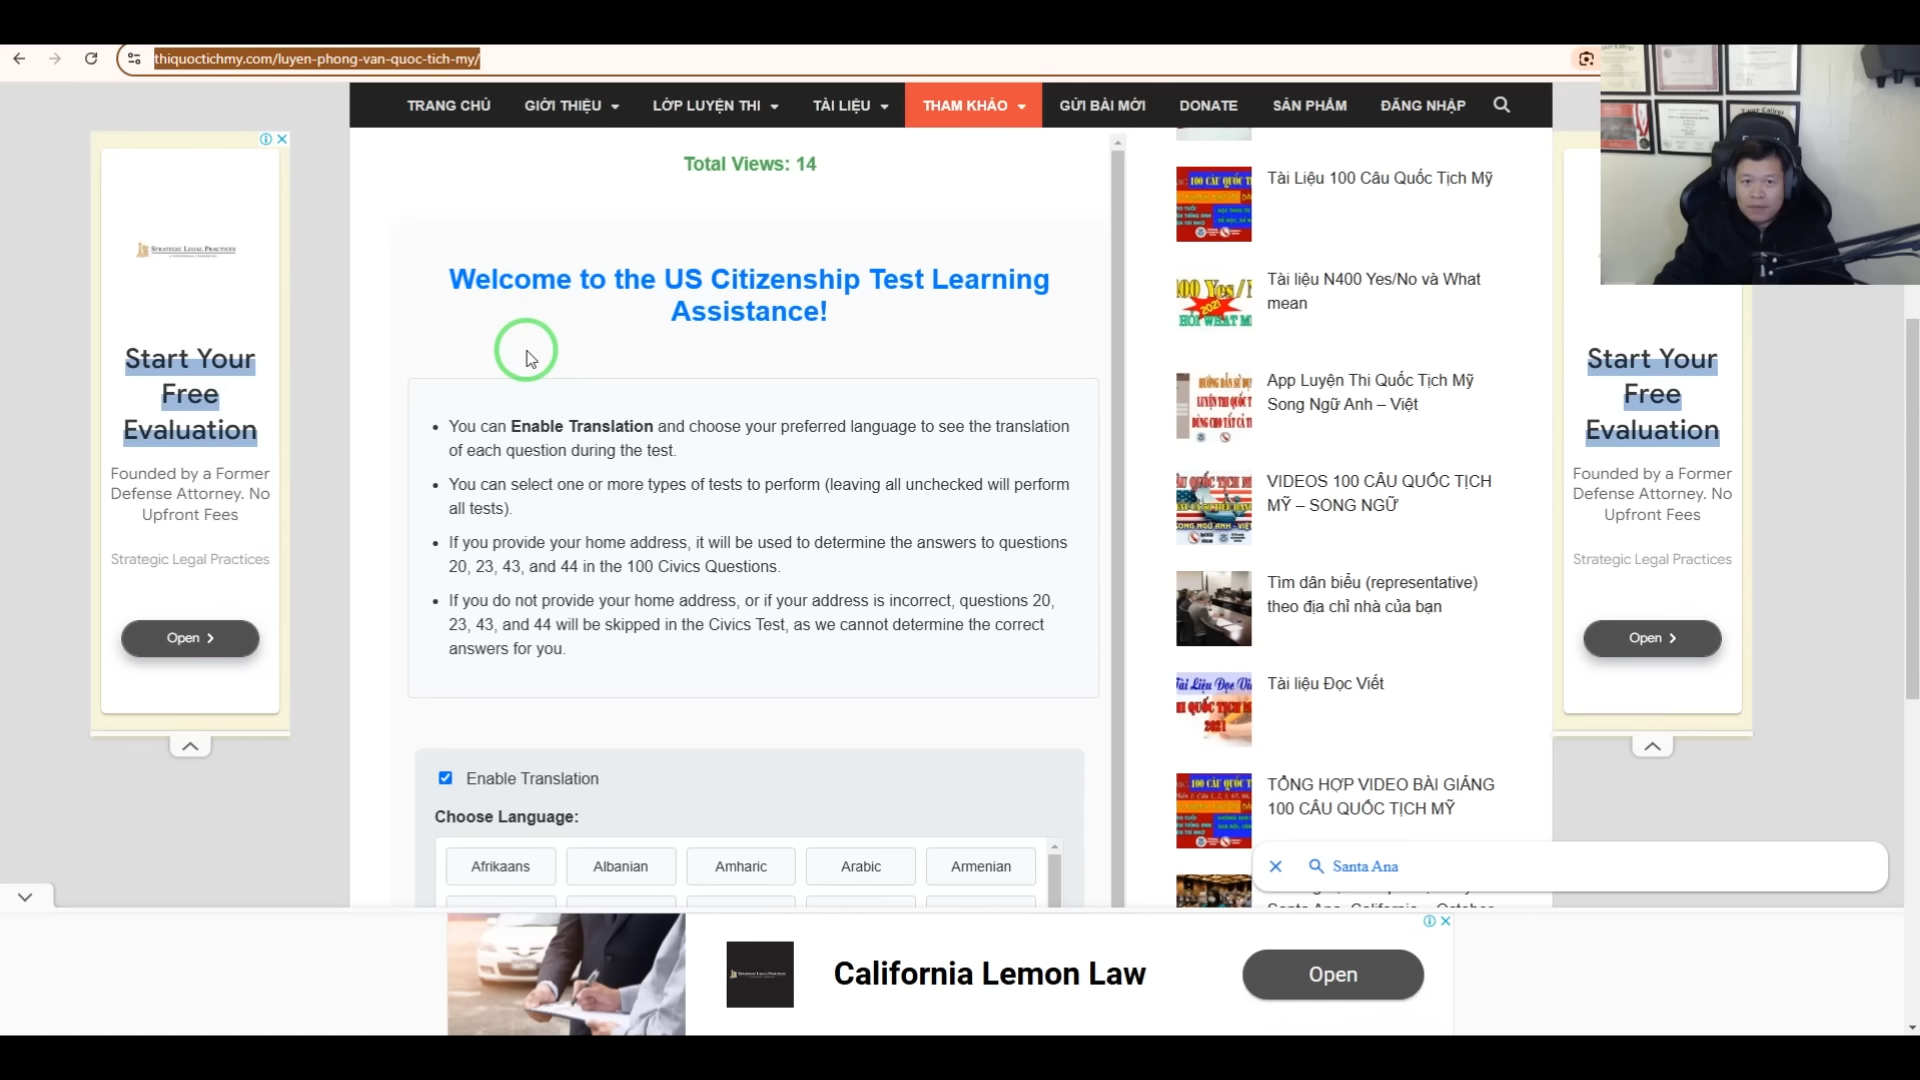 thiquoctichmy.com/luyen-phong-van-quoc-tich-my/
TRANG CHỦ GIỚI THIỆU LỚP LUYỆN THI TÀI LIỆU THAM KHẢO GỬI BÀI MỚI DONATE SẢN PHẨM ĐĂNG NHẬP
Total Views: 14
Welcome to the US Citizenship Test Learning
Assistance!
You can Enable Translation and choose your preferred language to see the translation
of each question during the test.
You can select one or more types of tests to perform (leaving all unchecked will perform
all tests).
If you provide your home address, it will be used to determine the answers to questions
20, 23, 43, and 44 in the 100 Civics Questions.
If you do not provide your home address, or if your address is incorrect, questions 20,
23, 43, and 44 will be skipped in the Civics Test, as we cannot determine the correct
answers for you.
Enable Translation
Choose Language:
Afrikaans Albanian Amharic Arabic Armenian
Tài Liệu 100 Câu Quốc Tịch Mỹ
Tài liệu N400 Yes/No và What
mean
App Luyện Thi Quốc Tịch Mỹ
Song Ngữ Anh – Việt
VIDEOS 100 CÂU QUỐC TỊCH
MỸ – SONG NGỮ
Tìm dân biểu (representative)
theo địa chỉ nhà của bạn
Tài liệu Đọc Viết
TỔNG HỢP VIDEO BÀI GIẢNG
100 CÂU QUỐC TỊCH MỸ
Santa Ana
STRATEGIC LEGAL PRACTICES
Start Your
Free
Evaluation
Founded by a Former
Defense Attorney. No
Upfront Fees
Strategic Legal Practices
Open
Start Your
Free
Evaluation
Founded by a Former
Defense Attorney. No
Upfront Fees
Strategic Legal Practices
Open
California Lemon Law
Open